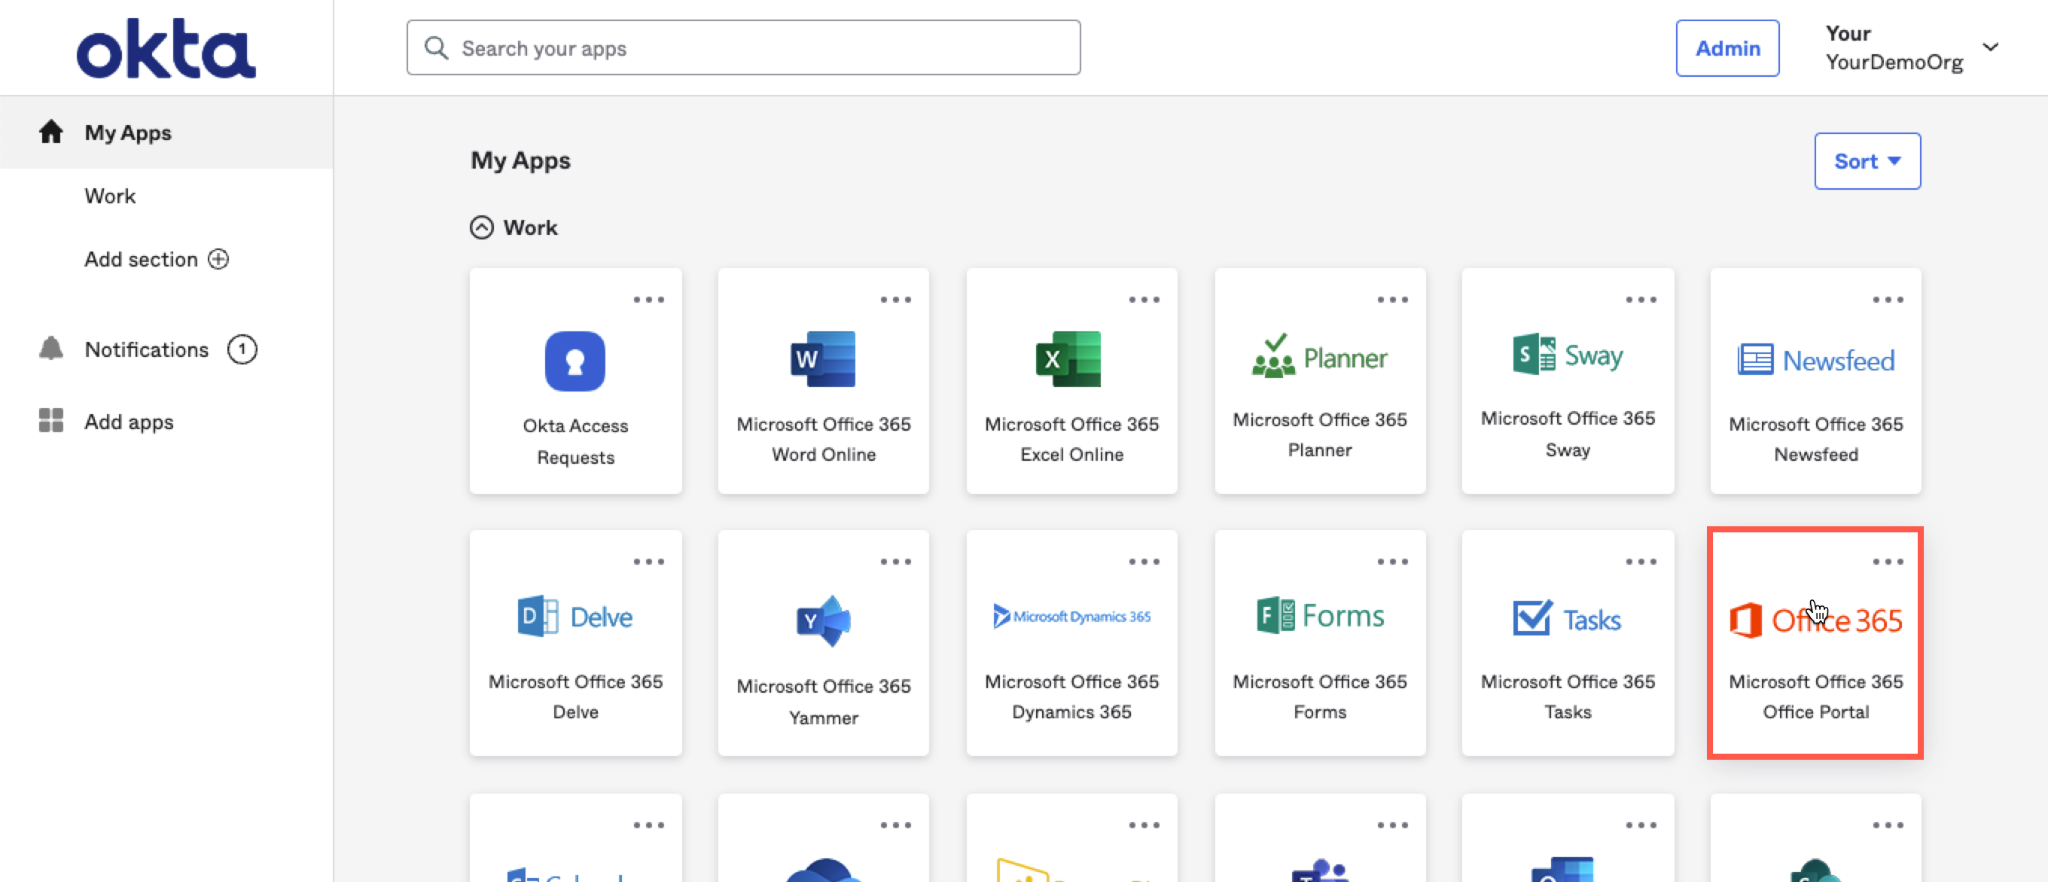 okta
Search your apps
Admin
Your
YourDemoOrg
My Apps
Work
Add section
Notifications 1
Add apps
My Apps
Sort
Work
Okta Access
Requests
W
Microsoft Office 365
Word Online
X
Microsoft Office 365
Excel Online
Planner
Microsoft Office 365
Planner
S Sway
Microsoft Office 365
Sway
Newsfeed
Microsoft Office 365
Newsfeed
D Delve
Microsoft Office 365
Delve
Y
Microsoft Office 365
Yammer
Microsoft Dynamics 365
Microsoft Office 365
Dynamics 365
F Forms
Microsoft Office 365
Forms
Tasks
Microsoft Office 365
Tasks
Office 365
Microsoft Office 365
Office Portal